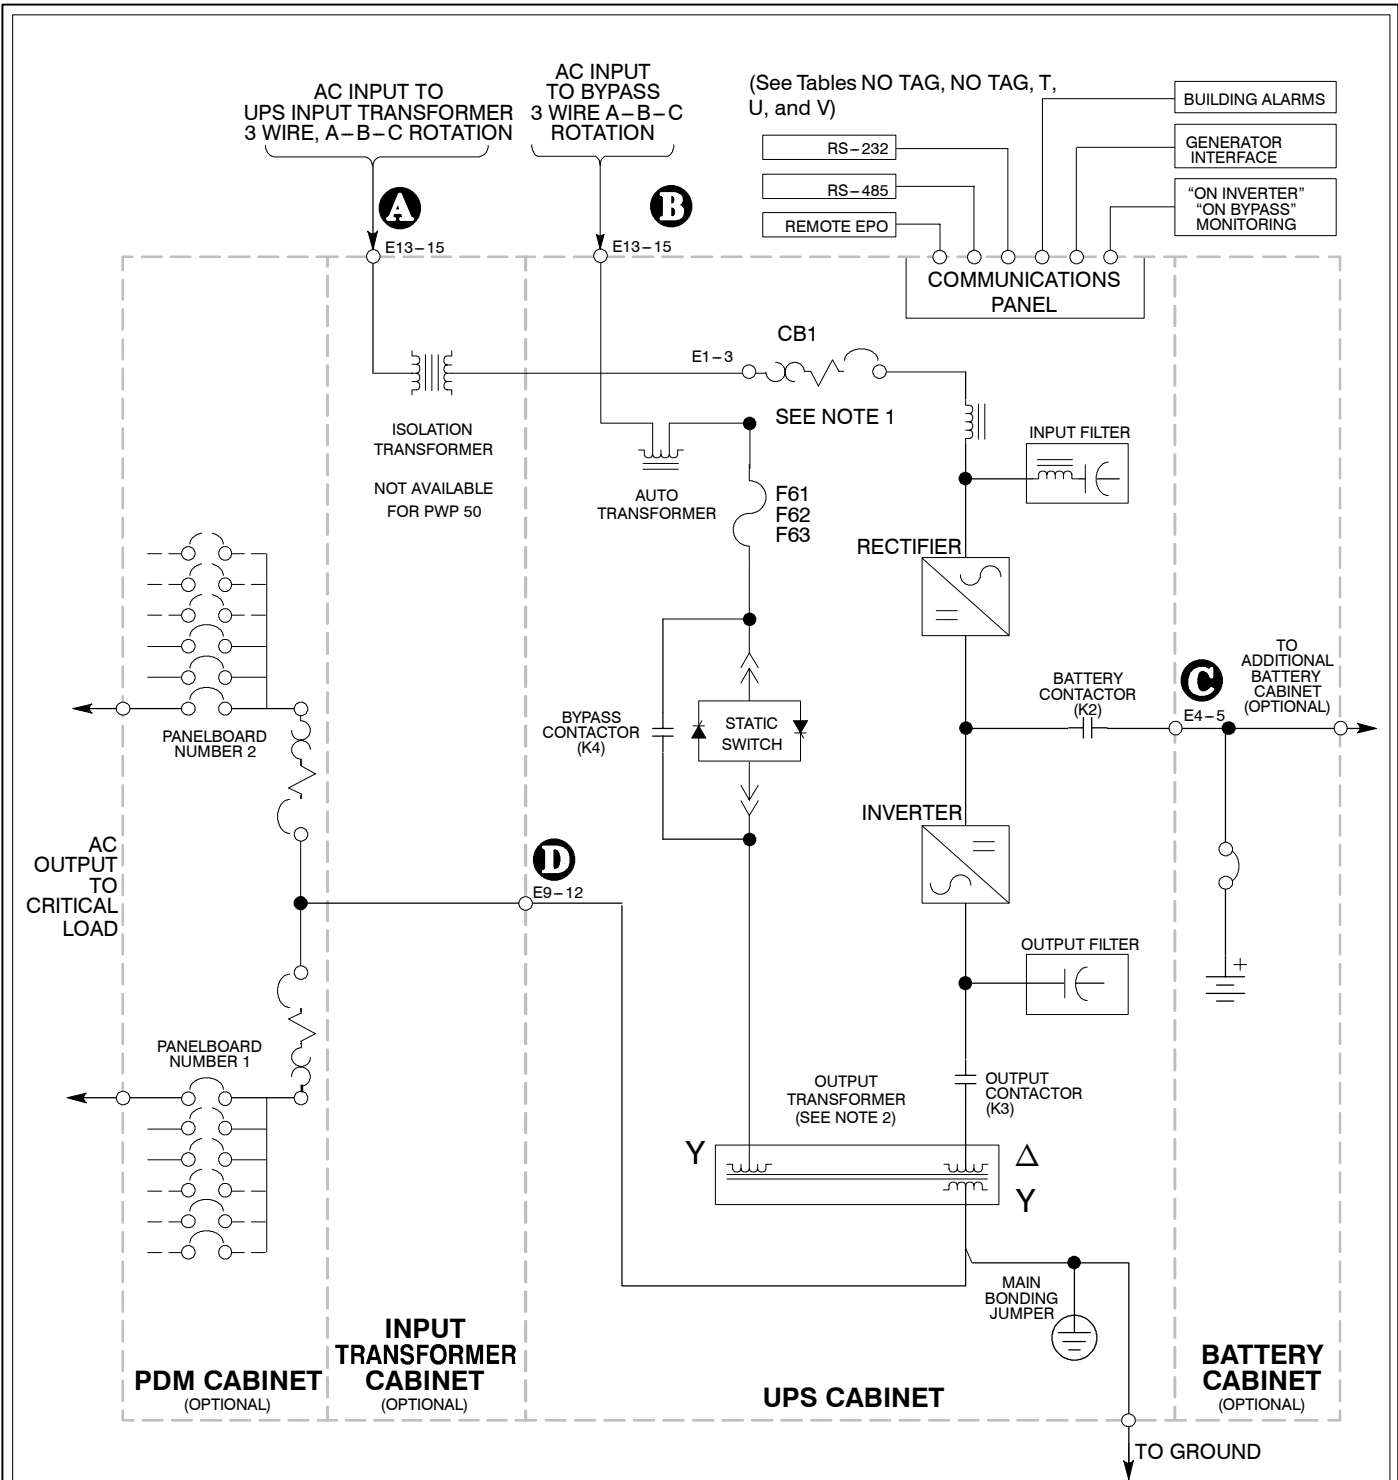 AC INPUT TO
UPS INPUT TRANSFORMER
3 WIRE, A–B–C ROTATION
AC INPUT
TO BYPASS
3 WIRE A–B–C
ROTATION
(See Tables NO TAG, NO TAG, T,
U, and V)
RS–232
RS–485
REMOTE EPO
BUILDING ALARMS
GENERATOR
INTERFACE
“ON INVERTER”
“ON BYPASS”
MONITORING
A
B
E13–15
E13–15
COMMUNICATIONS
PANEL
CB1
E1–3
SEE NOTE 1
ISOLATION
TRANSFORMER
NOT AVAILABLE
FOR PWP 50
AUTO
TRANSFORMER
F61
F62
F63
INPUT FILTER
RECTIFIER
BYPASS
CONTACTOR
(K4)
STATIC
SWITCH
BATTERY
CONTACTOR
(K2)
C
E4–5
TO
ADDITIONAL
BATTERY
CABINET
(OPTIONAL)
PANELBOARD
NUMBER 2
AC
OUTPUT
TO
CRITICAL
LOAD
D
E9–12
INVERTER
OUTPUT FILTER
+
PANELBOARD
NUMBER 1
OUTPUT
TRANSFORMER
(SEE NOTE 2)
OUTPUT
CONTACTOR
(K3)
Y
Δ
Y
MAIN
BONDING
JUMPER
PDM CABINET
(OPTIONAL)
INPUT
TRANSFORMER
CABINET
(OPTIONAL)
UPS CABINET
BATTERY
CABINET
(OPTIONAL)
TO GROUND